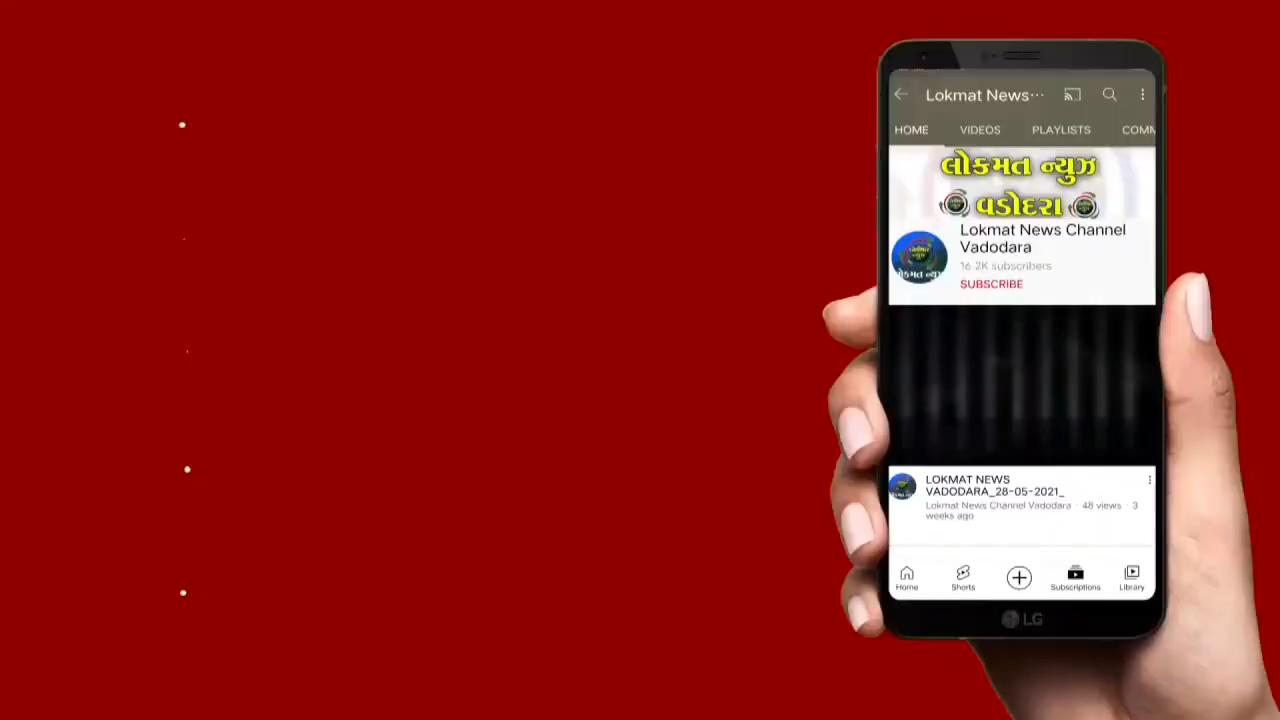 Lokmat News···
HOME VIDEOS PLAYLISTS COMM
લોકમત ન્યુઝ
વડોદરા
Lokmat News Channel
Vadodara
16.2K subscribers
SUBSCRIBE
LOKMAT NEWS
VADODARA_28-05-2021_
Lokmat News Channel Vadodara · 48 views · 3
weeks ago
Home Shorts Subscriptions Library
LG